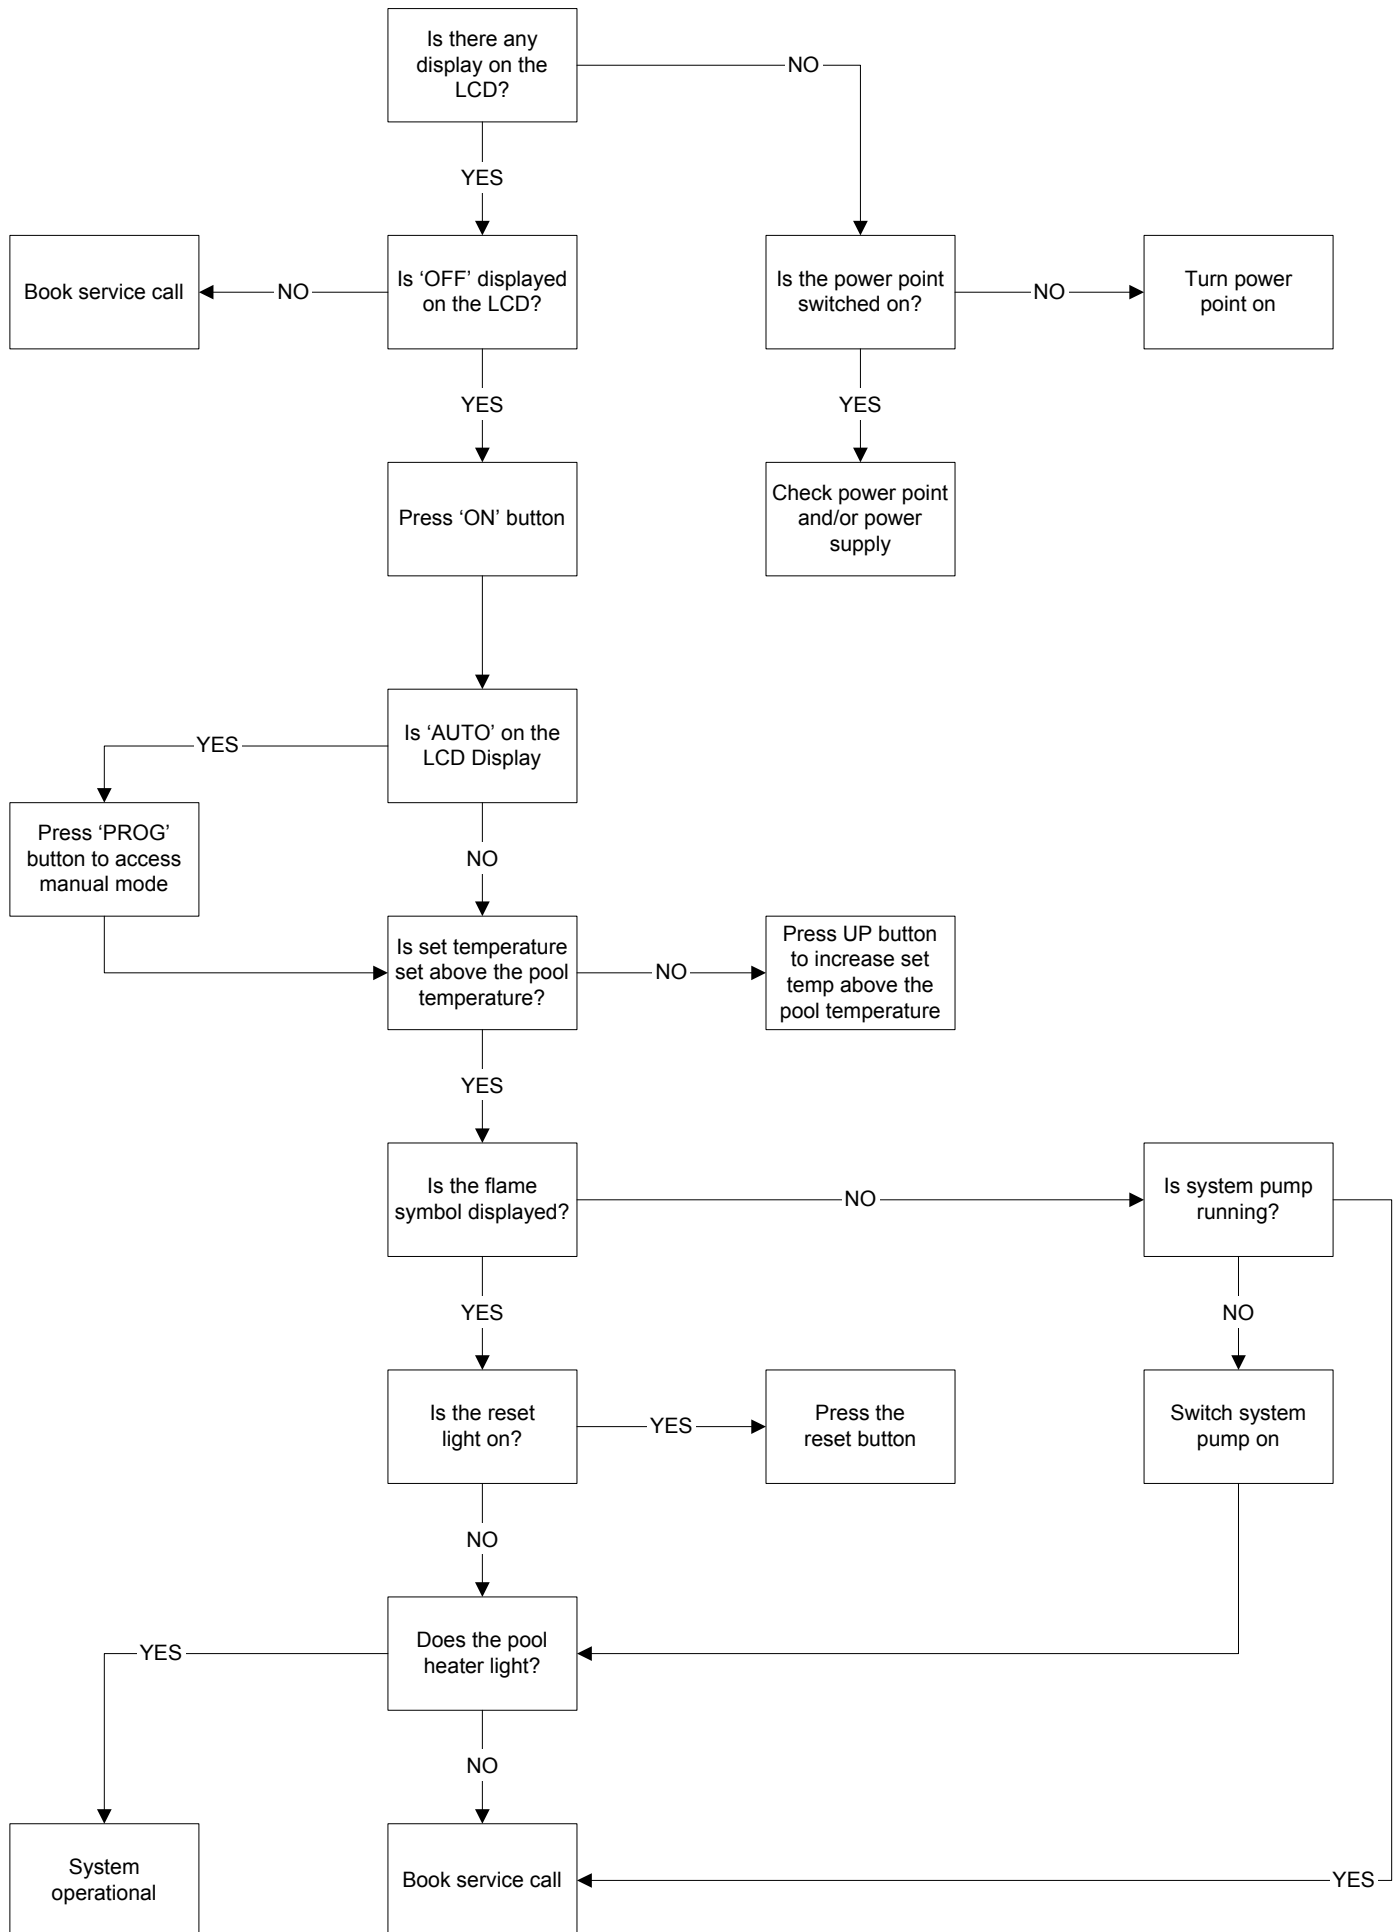 Is there any
display on the
LCD?
NO
YES
Book service call
NO
Is ‘OFF’ displayed
on the LCD?
Is the power point
switched on?
NO
Turn power
point on
YES
YES
Press ‘ON’ button
Check power point
and/or power
supply
YES
Is ‘AUTO’ on the
LCD Display
Press ‘PROG’
button to access
manual mode
NO
Is set temperature
set above the pool
temperature?
NO
Press UP button
to increase set
temp above the
pool temperature
YES
Is the flame
symbol displayed?
NO
Is system pump
running?
YES
NO
Is the reset
light on?
YES
Press the
reset button
Switch system
pump on
NO
YES
Does the pool
heater light?
NO
System
operational
Book service call
YES